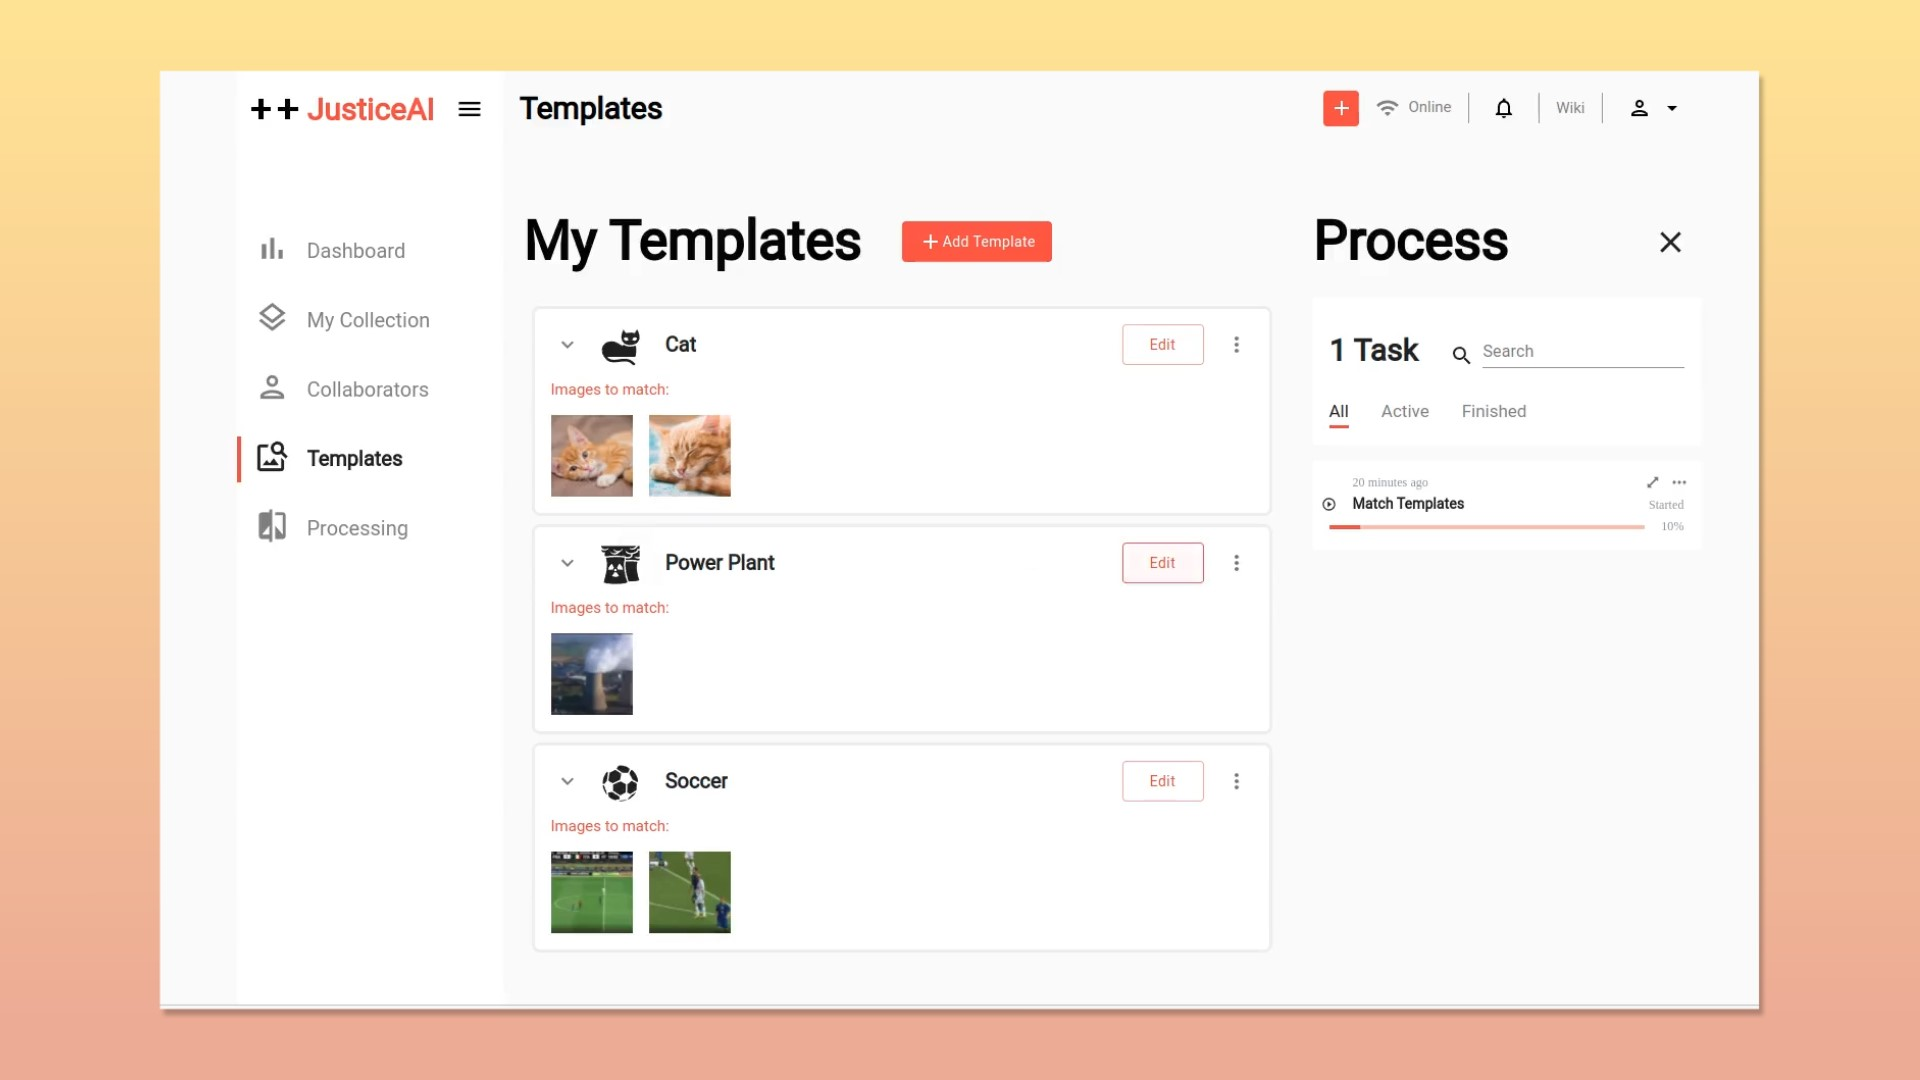 ++ JusticeAI
Templates
Online
Wiki
Dashboard
My Collection
Collaborators
Templates
Processing
My Templates
+ Add Template
Cat
Edit
Images to match:
Power Plant
Edit
Images to match:
Soccer
Edit
Images to match:
Process
1 Task
Search
All
Active
Finished
20 minutes ago
Match Templates
Started
10%